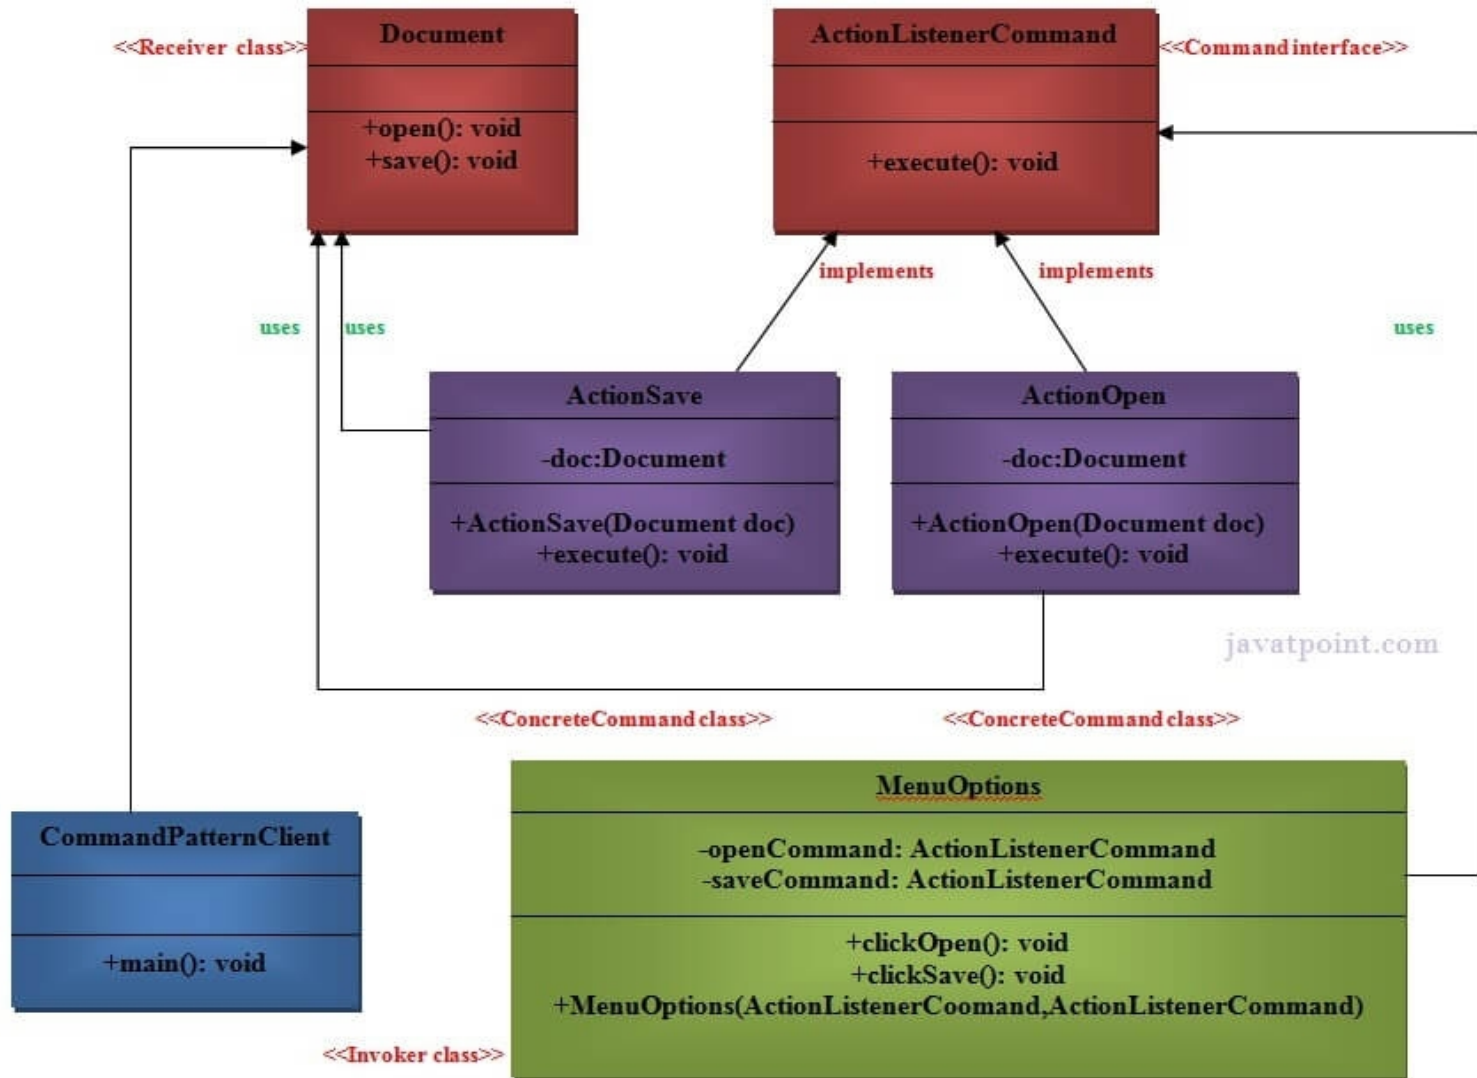 <<Receiver class>>
Document
+open(): void
+save(): void
ActionListenerCommand
<<Command interface>>
+execute(): void
implements
implements
uses
uses
uses
ActionSave
-doc:Document
+ActionSave(Document doc)
+execute(): void
ActionOpen
-doc:Document
+ActionOpen(Document doc)
+execute(): void
javatpoint.com
<<ConcreteCommand class>>
<<ConcreteCommand class>>
CommandPatternClient
+main(): void
MenuOptions
-openCommand: ActionListenerCommand
-saveCommand: ActionListenerCommand
+clickOpen(): void
+clickSave(): void
+MenuOptions(ActionListenerCoomand,ActionListenerCommand)
<<Invoker class>>